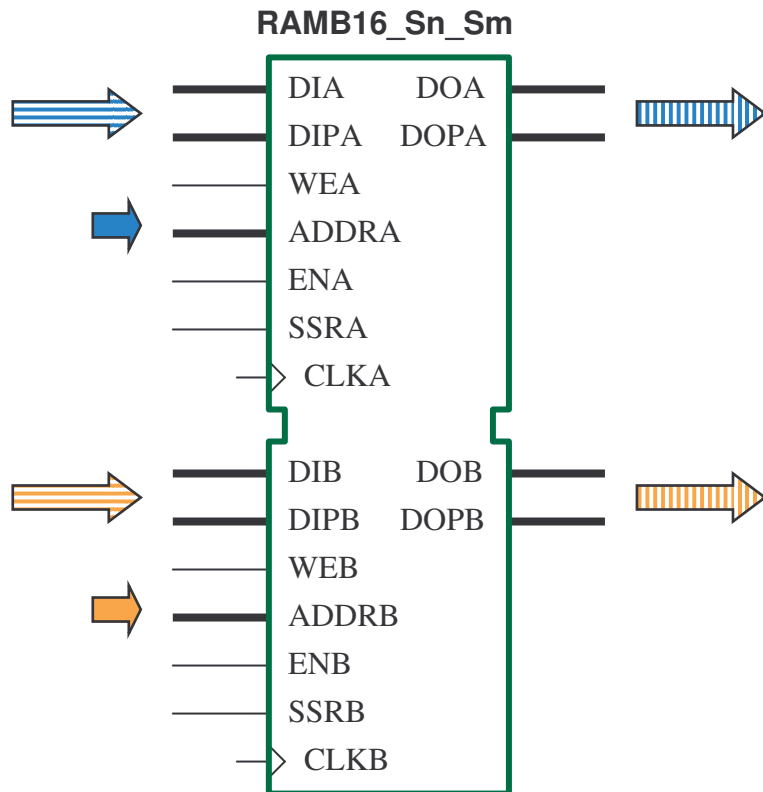 RAMB16_Sn_Sm
DIA DOA
DIPA DOPA
WEA
ADDRA
ENA
SSRA
CLKA
DIB DOB
DIPB DOPB
WEB
ADDRB
ENB
SSRB
CLKB